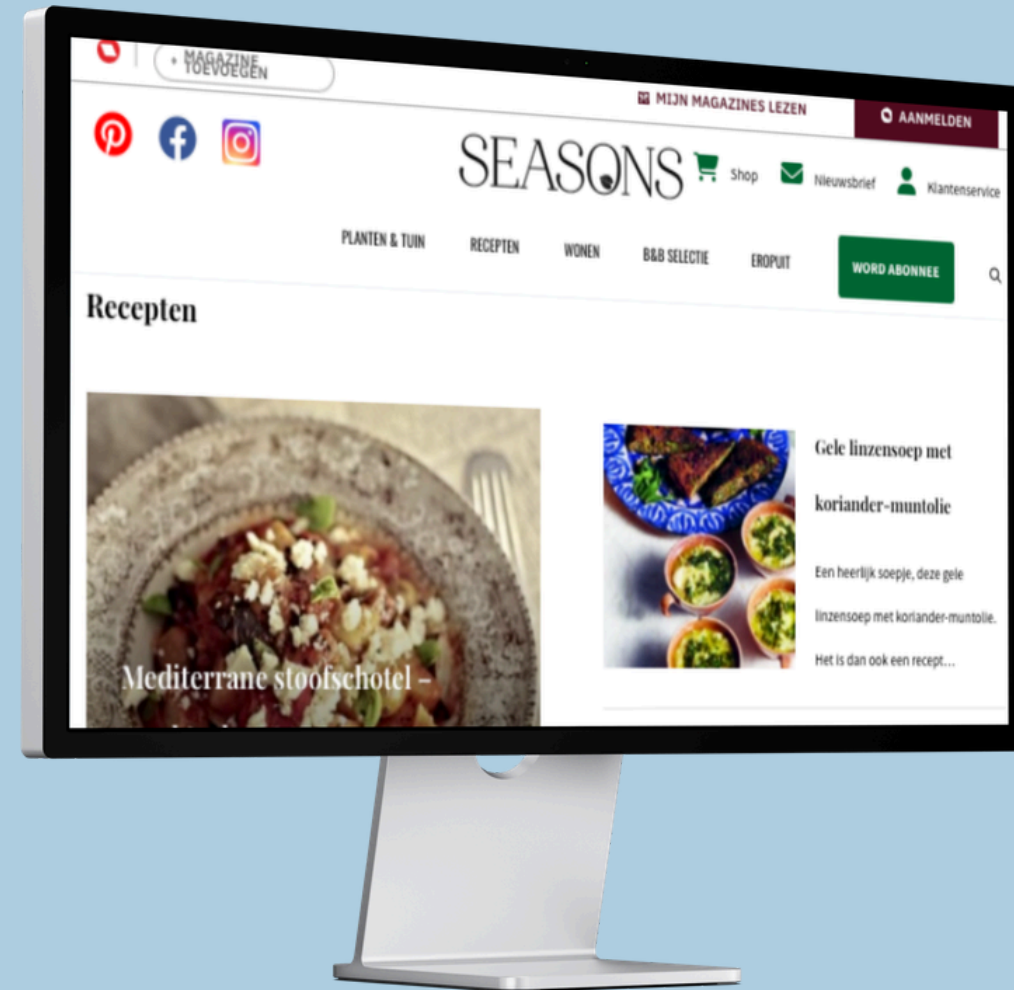 + MAGAZINE
TOEVOEGEN
MIJN MAGAZINES LEZEN
AANMELDEN
SEASONS
Shop
Nieuwsbrief
Klantenservice
PLANTEN & TUIN
RECEPTEN
WONEN
B&B SELECTIE
EROPUIT
WORD ABONNEE
Recepten
Mediterrane stoofschotel –
Gele linzensoep met
koriander-muntolie
Een heerlijk soepje, deze gele
linzensoep met koriander-muntolie.
Het is dan ook een recept...